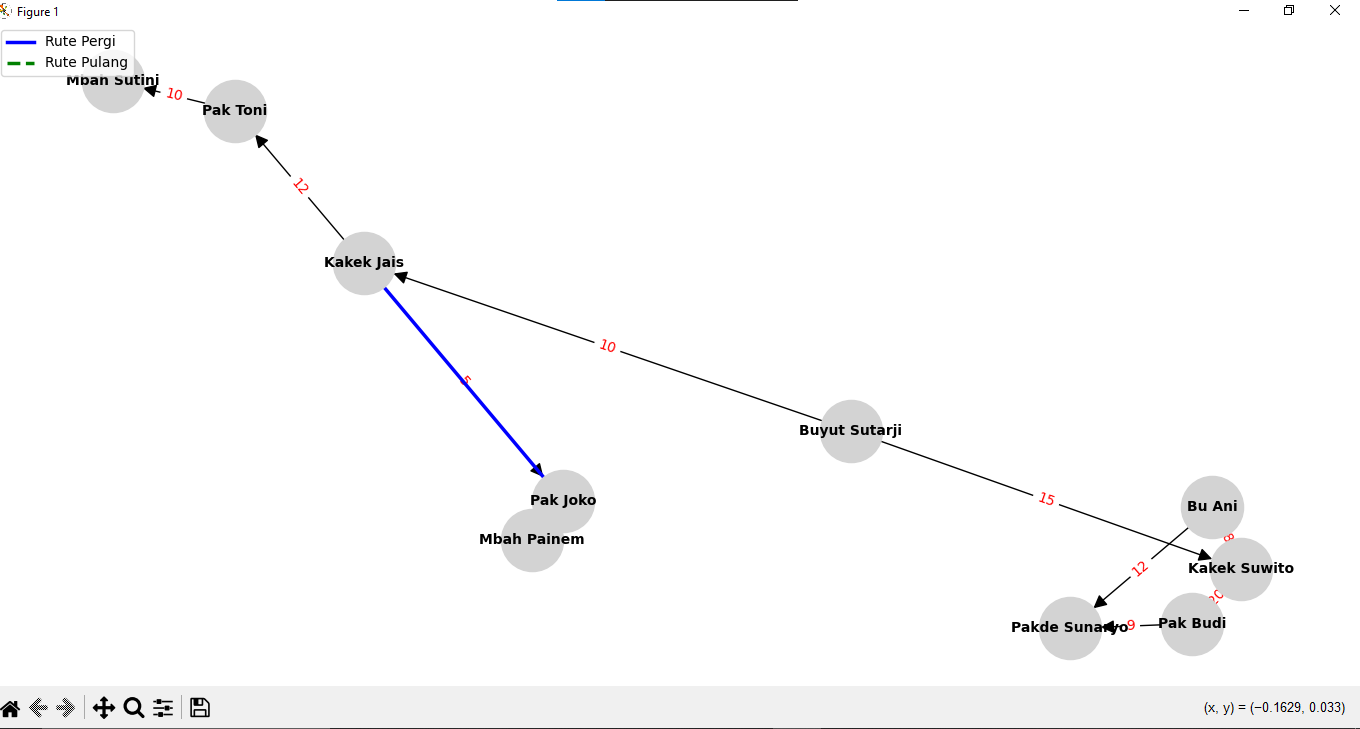 Figure 1
Rute Pergi
Rute Pulang
Mbah Sutini
10
Pak Toni
12
Kakek Jais
10
5
Buyut Sutarji
15
Pak Joko
Mbah Painem
Bu Ani
8
Kakek Suwito
12
20
Pakde Sunaryo
9
Pak Budi
(x, y) = (−0.1629, 0.033)